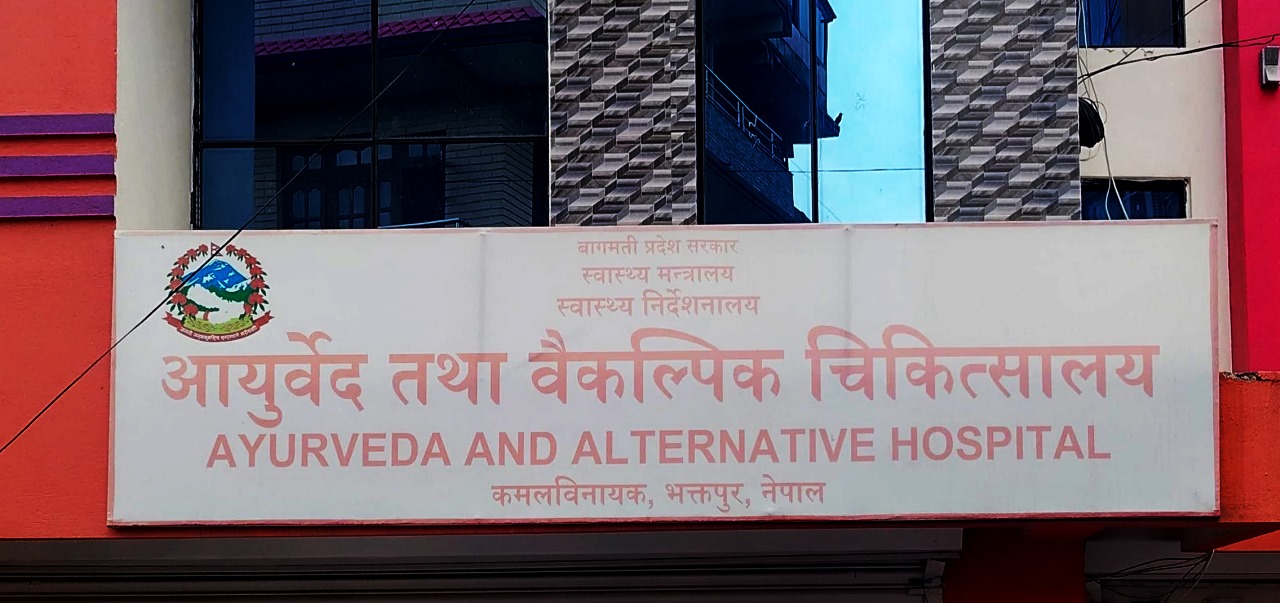 बागमती प्रदेश सरकार
स्वास्थ्य मन्त्रालय
स्वास्थ्य निर्देशनालय
आयुर्वेद तथा वैकल्पिक चिकित्सालय
AYURVEDA AND ALTERNATIVE HOSPITAL
कमलविनायक, भक्तपुर, नेपाल